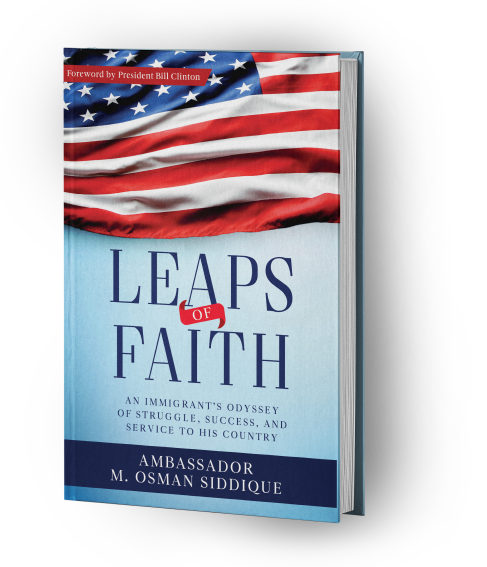 Foreword by President Bill Clinton
LEAPS
OF
FAITH
AN IMMIGRANT'S ODYSSEY
OF STRUGGLE, SUCCESS, AND
SERVICE TO HIS COUNTRY
AMBASSADOR
M. OSMAN SIDDIQUE